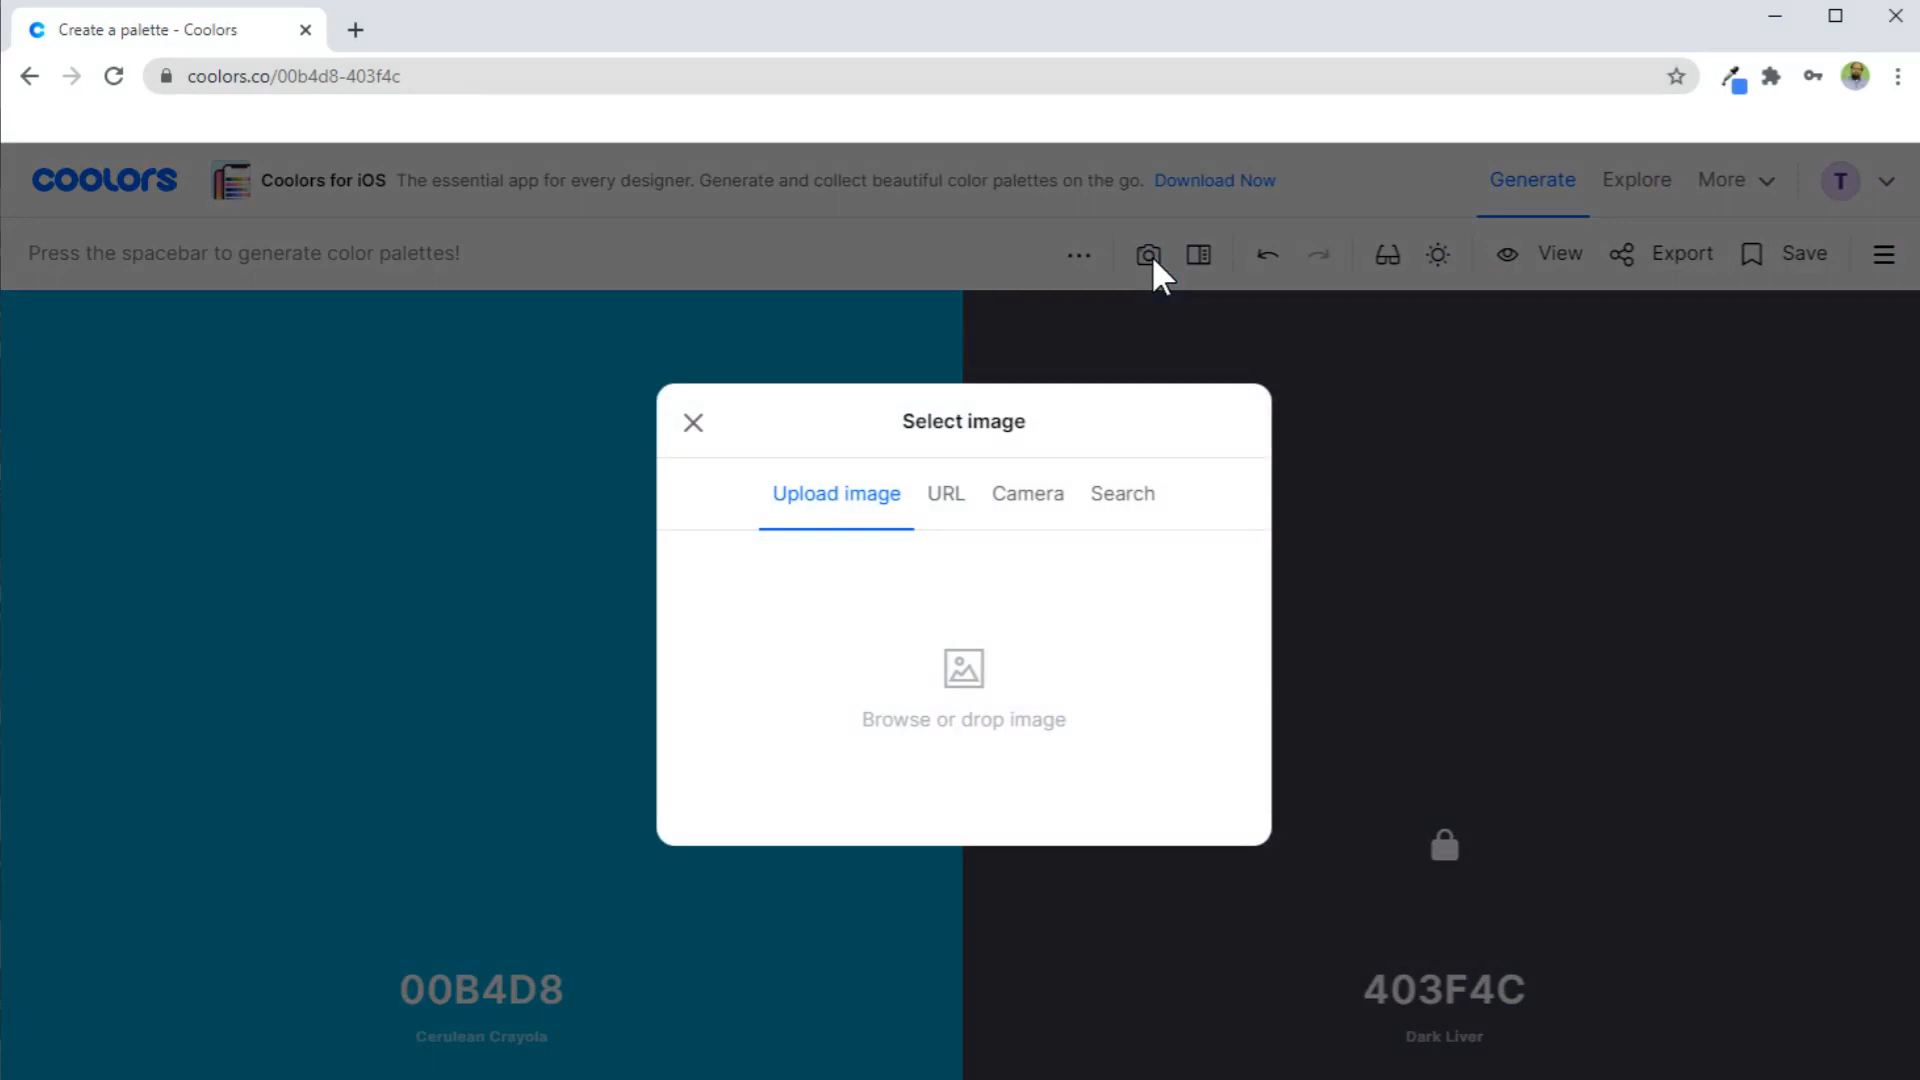 Create a palette - Coolors
coolors.co/00b4d8-403f4c
coolors
Coolors for iOS The essential app for every designer. Generate and collect beautiful color palettes on the go. Download Now
Generate Explore More T
Press the spacebar to generate color palettes!
View Export Save
Select image
Upload image URL Camera Search
Browse or drop image
00B4D8 403F4C
Cerulean Crayola Dark Liver